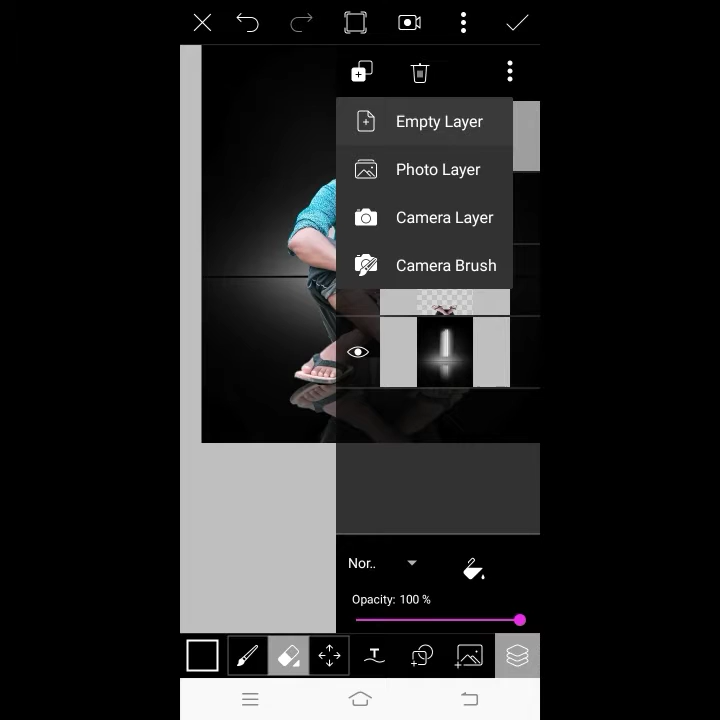 Empty Layer
Photo Layer
Camera Layer
Camera Brush
Nor..
Opacity: 100 %